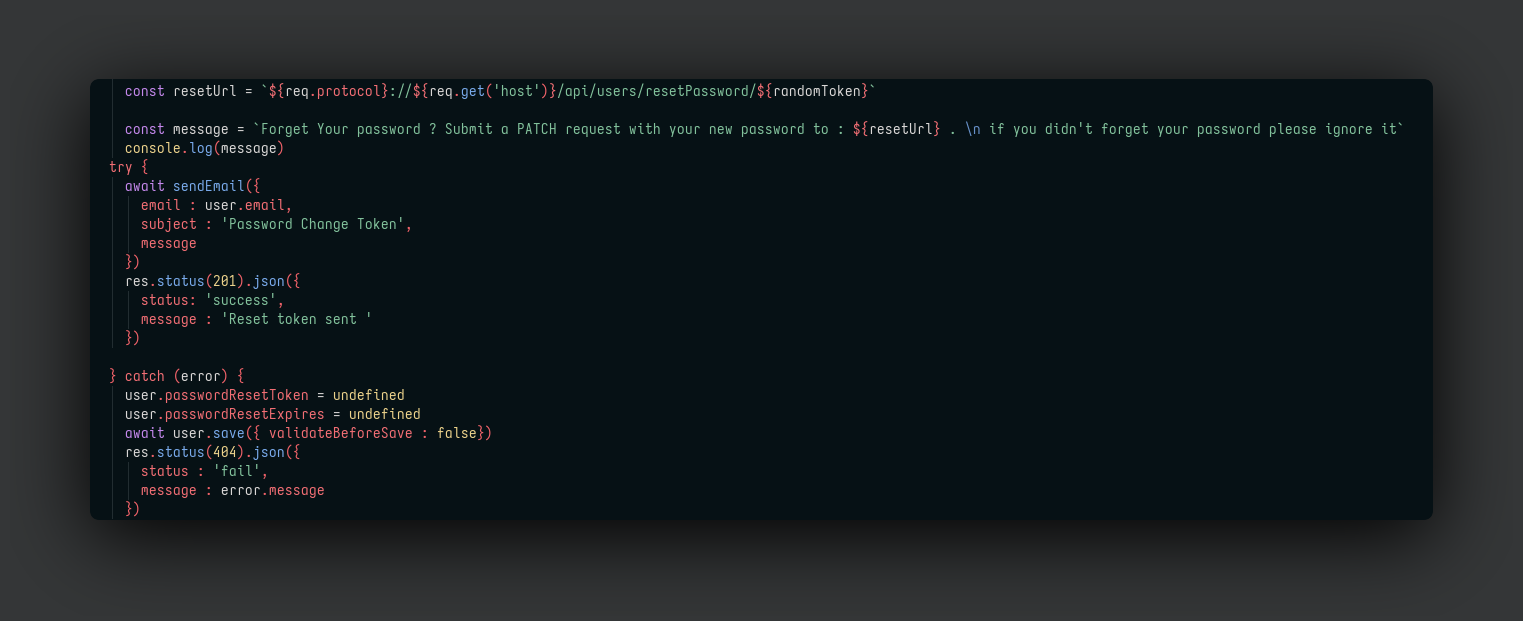 const resetUrl = `${req.protocol}://${req.get('host')}/api/users/resetPassword/${randomToken}`
const message = `Forget Your password ? Submit a PATCH request with your new password to : ${resetUrl} . \n if you didn't forget your password please ignore it`
console.log(message)
try {
await sendEmail({
email : user.email,
subject : 'Password Change Token',
message
})
res.status(201).json({
status: 'success',
message : 'Reset token sent '
})
} catch (error) {
user.passwordResetToken = undefined
user.passwordResetExpires = undefined
await user.save({ validateBeforeSave : false})
res.status(404).json({
status : 'fail',
message : error.message
})